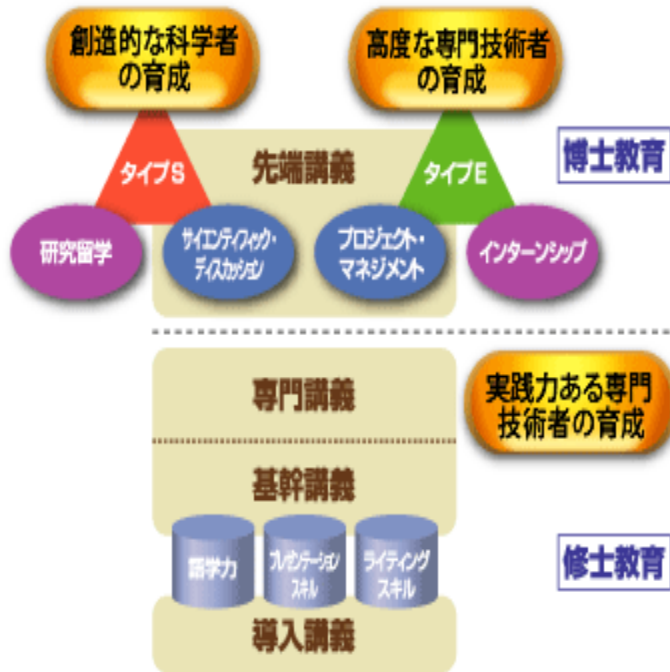 創造的な科学者
の育成
高度な専門技術者
の育成
タイプS
先端講義
タイプE
博士教育
研究留学
サイエンティフィック・
ディスカッション
プロジェクト・
マネジメント
インターンシップ
専門講義
実践力ある専門
技術者の育成
基幹講義
語学力
プレゼンテーション
スキル
ライティング
スキル
修士教育
導入講義